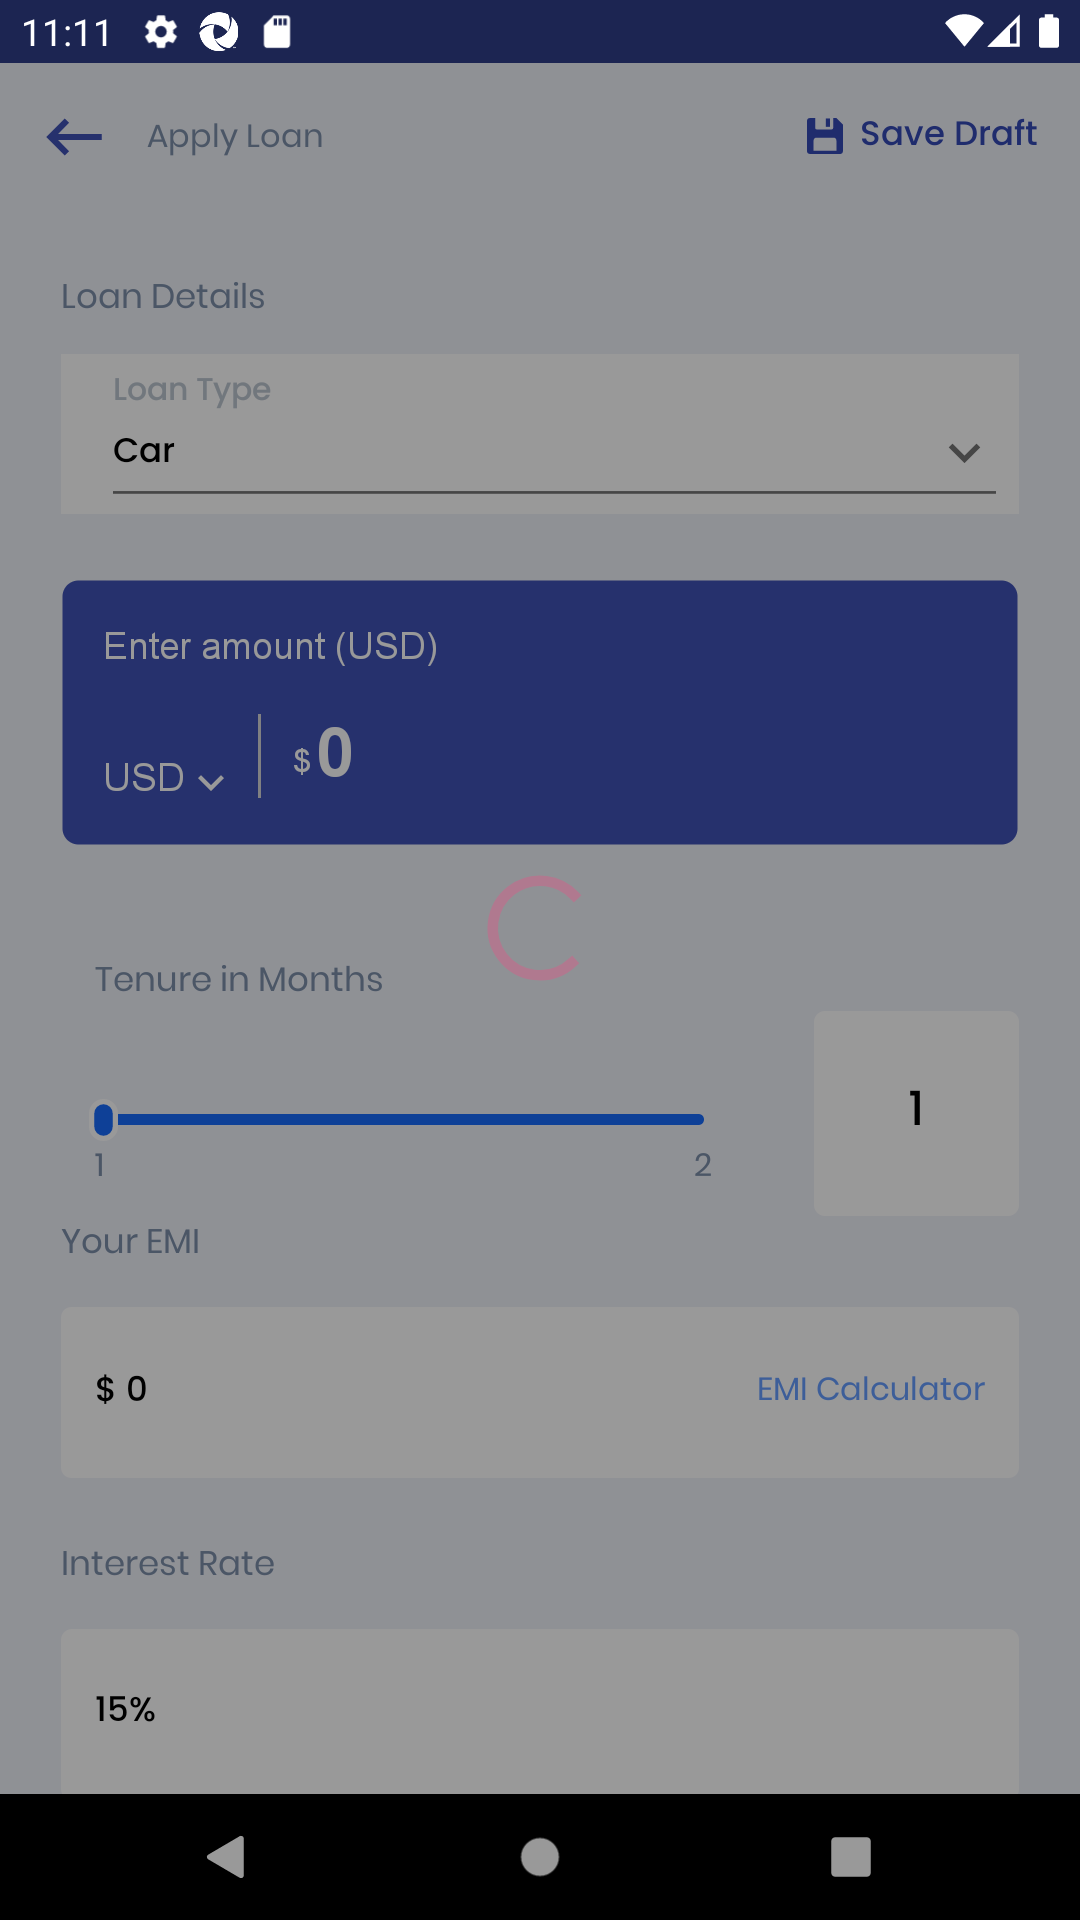 11:11
Apply Loan
Save Draft
Loan Details
Loan Type
Car
Enter amount (USD)
USD
$ 0
Tenure in Months
1
1
2
Your EMI
$ 0
EMI Calculator
Interest Rate
15%